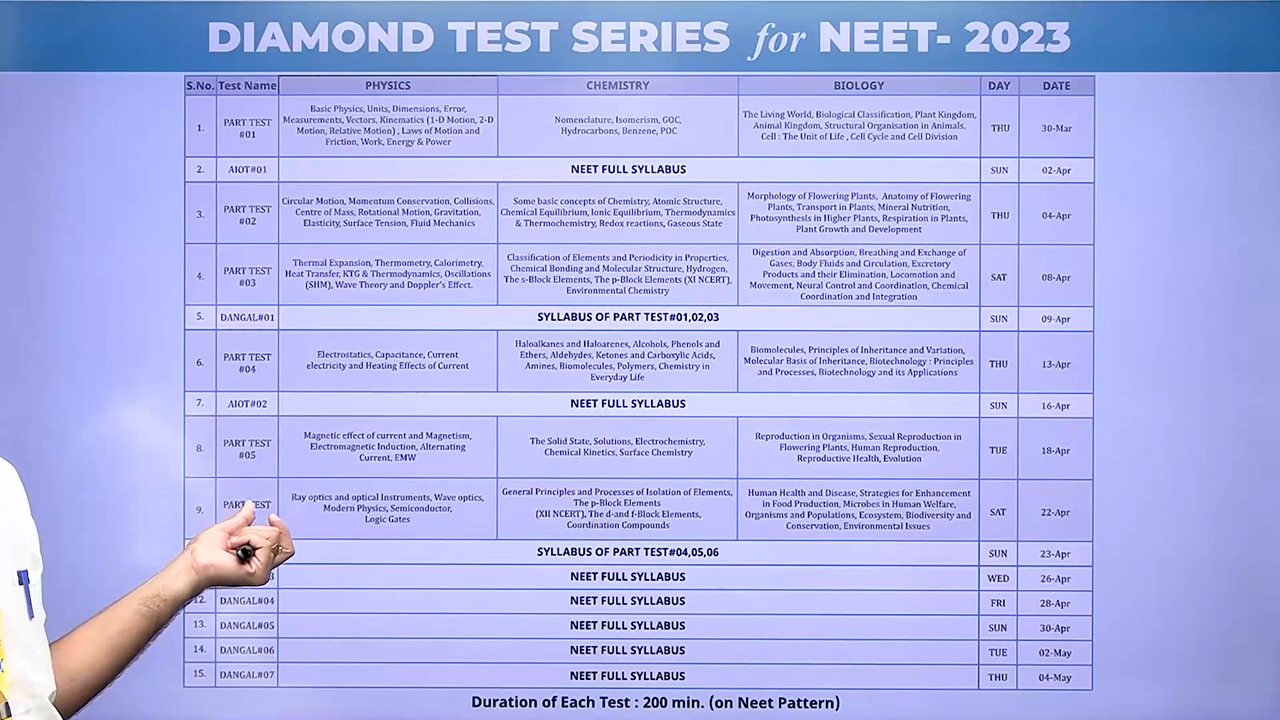 DIAMOND TEST SERIES for NEET- 2023
S.No. Test Name PHYSICS CHEMISTRY BIOLOGY DAY DATE
1. PART TEST #01
Basic Physics, Units, Dimensions, Error,
Measurements, Vectors, Kinematics (1-D Motion, 2-D
Motion, Relative Motion) , Laws of Motion and
Friction, Work, Energy & Power
Nomenclature, Isomerism, GOC,
Hydrocarbons, Benzene, POC
The Living World, Biological Classification, Plant Kingdom,
Animal Kingdom, Structural Organisation in Animals,
Cell : The Unit of Life , Cell Cycle and Cell Division
THU 30-Mar
2. AIOT#01 NEET FULL SYLLABUS SUN 02-Apr
3. PART TEST #02
Circular Motion, Momentum Conservation, Collisions,
Centre of Mass, Rotational Motion, Gravitation,
Elasticity, Surface Tension, Fluid Mechanics
Some basic concepts of Chemistry, Atomic Structure,
Chemical Equilibrium, Ionic Equilibrium, Thermodynamics
& Thermochemistry, Redox reactions, Gaseous State
Morphology of Flowering Plants, Anatomy of Flowering
Plants, Transport in Plants, Mineral Nutrition,
Photosynthesis in Higher Plants, Respiration in Plants,
Plant Growth and Development
THU 04-Apr
4. PART TEST #03
Thermal Expansion, Thermometry, Calorimetry,
Heat Transfer, KTG & Thermodynamics, Oscillations
(SHM), Wave Theory and Doppler's Effect.
Classification of Elements and Periodicity in Properties,
Chemical Bonding and Molecular Structure, Hydrogen,
The s-Block Elements, The p-Block Elements (XI NCERT),
Environmental Chemistry
Digestion and Absorption, Breathing and Exchange of
Gases, Body Fluids and Circulation, Excretory
Products and their Elimination, Locomotion and
Movement, Neural Control and Coordination, Chemical
Coordination and Integration
SAT 08-Apr
5. DANGAL#01 SYLLABUS OF PART TEST#01,02,03 SUN 09-Apr
6. PART TEST #04
Electrostatics, Capacitance, Current
electricity and Heating Effects of Current
Haloalkanes and Haloarenes, Alcohols, Phenols and
Ethers, Aldehydes, Ketones and Carboxylic Acids,
Amines, Biomolecules, Polymers, Chemistry in
Everyday Life
Biomolecules, Principles of Inheritance and Variation,
Molecular Basis of Inheritance, Biotechnology : Principles
and Processes, Biotechnology and its Applications
THU 13-Apr
7. AIOT#02 NEET FULL SYLLABUS SUN 16-Apr
8. PART TEST #05
Magnetic effect of current and Magnetism,
Electromagnetic Induction, Alternating
Current, EMW
The Solid State, Solutions, Electrochemistry,
Chemical Kinetics, Surface Chemistry
Reproduction in Organisms, Sexual Reproduction in
Flowering Plants, Human Reproduction,
Reproductive Health, Evolution
TUE 18-Apr
9. PART TEST
Ray optics and optical Instruments, Wave optics,
Modern Physics, Semiconductor,
Logic Gates
General Principles and Processes of Isolation of Elements,
The p-Block Elements
(XII NCERT), The d-and f-Block Elements,
Coordination Compounds
Human Health and Disease, Strategies for Enhancement
in Food Production, Microbes in Human Welfare,
Organisms and Populations, Ecosystem, Biodiversity and
Conservation, Environmental Issues
SAT 22-Apr
SYLLABUS OF PART TEST#04,05,06 SUN 23-Apr
NEET FULL SYLLABUS WED 26-Apr
12. DANGAL#04 NEET FULL SYLLABUS FRI 28-Apr
13. DANGAL#05 NEET FULL SYLLABUS SUN 30-Apr
14. DANGAL#06 NEET FULL SYLLABUS TUE 02-May
15. DANGAL#07 NEET FULL SYLLABUS THU 04-May
Duration of Each Test : 200 min. (on Neet Pattern)